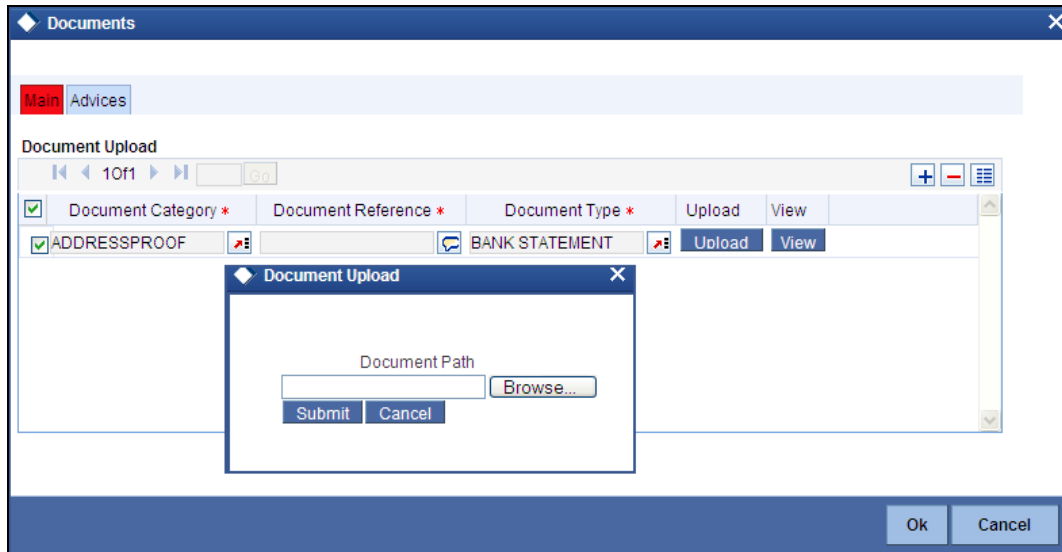 Documents
Main Advices
Document Upload
1Of1 Go
Document Category * Document Reference * Document Type * Upload View
ADDRESSPROOF BANK STATEMENT Upload View
Document Upload
Document Path
Browse...
Submit Cancel
Ok Cancel